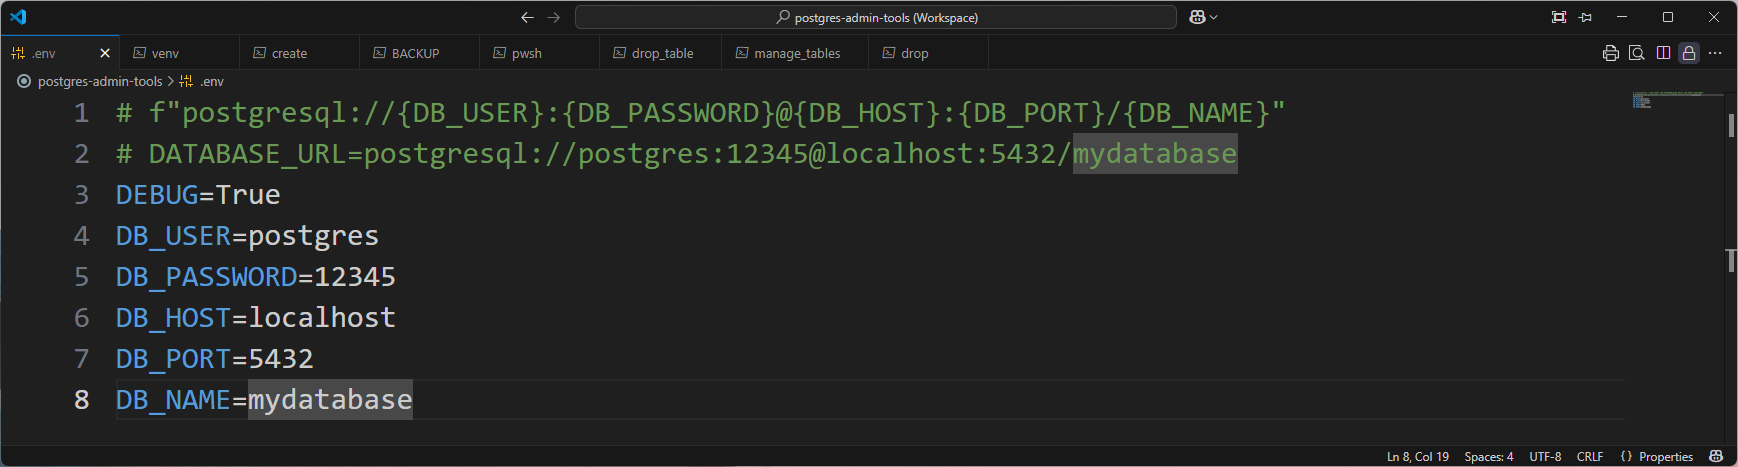 postgres-admin-tools (Workspace)
.env venv create BACKUP pwsh drop_table manage_tables drop
postgres-admin-tools > .env
1 # f"postgresql://{DB_USER}:{DB_PASSWORD}@{DB_HOST}:{DB_PORT}/{DB_NAME}"
2 # DATABASE_URL=postgresql://postgres:12345@localhost:5432/mydatabase
3 DEBUG=True
4 DB_USER=postgres
5 DB_PASSWORD=12345
6 DB_HOST=localhost
7 DB_PORT=5432
8 DB_NAME=mydatabase
Ln 8, Col 19 Spaces: 4 UTF-8 CRLF {} Properties